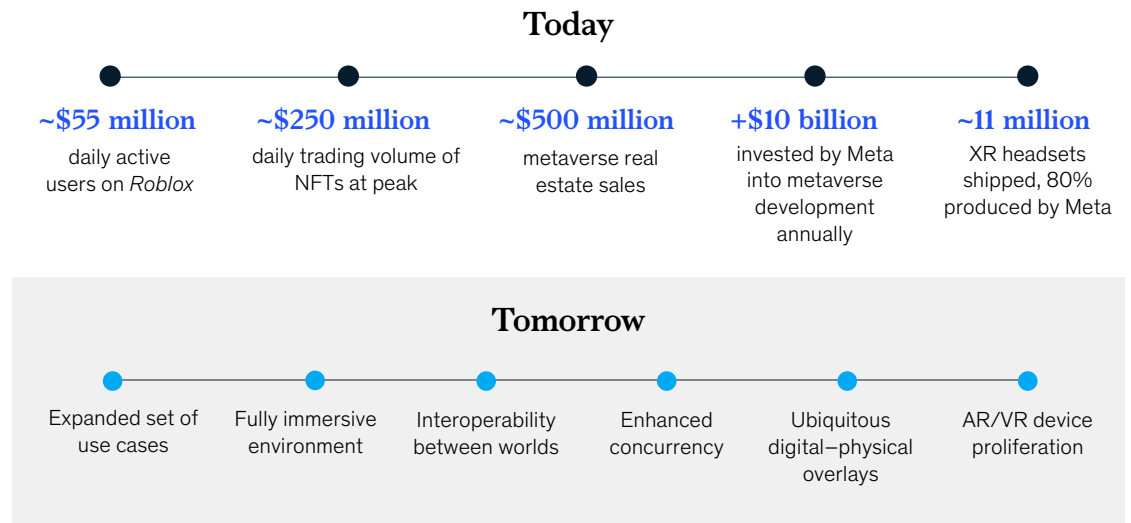 Today
~$55 million
daily active
users on Roblox
~$250 million
daily trading volume of
NFTs at peak
~$500 million
metaverse real
estate sales
+$10 billion
invested by Meta
into metaverse
development
annually
~11 million
XR headsets
shipped, 80%
produced by Meta
Tomorrow
Expanded set of
use cases
Fully immersive
environment
Interoperability
between worlds
Enhanced
concurrency
Ubiquitous
digital–physical
overlays
AR/VR device
proliferation